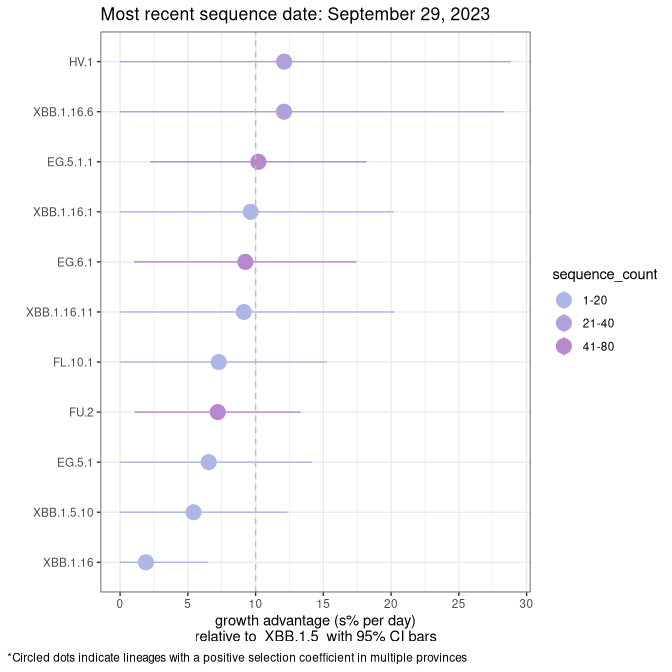 Most recent sequence date: September 29, 2023
HV.1
XBB.1.16.6
EG.5.1.1
XBB.1.16.1
EG.6.1
XBB.1.16.11
FL.10.1
FU.2
EG.5.1
XBB.1.5.10
XBB.1.16
0 5 10 15 20 25 30
growth advantage (s% per day)
relative to XBB.1.5 with 95% CI bars
sequence_count
1-20
21-40
41-80
*Circled dots indicate lineages with a positive selection coefficient in multiple provinces